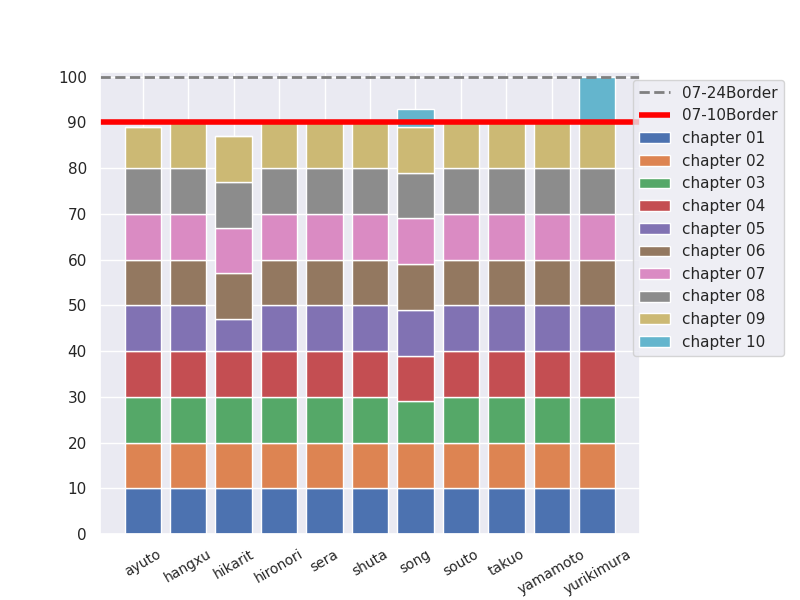 100
90
80
70
60
50
40
30
20
10
0
ayuto
hangxu
hikarit
hironori
sera
shuta
song
souto
takuo
yamamoto
yurikimura
07-24Border
07-10Border
chapter 01
chapter 02
chapter 03
chapter 04
chapter 05
chapter 06
chapter 07
chapter 08
chapter 09
chapter 10